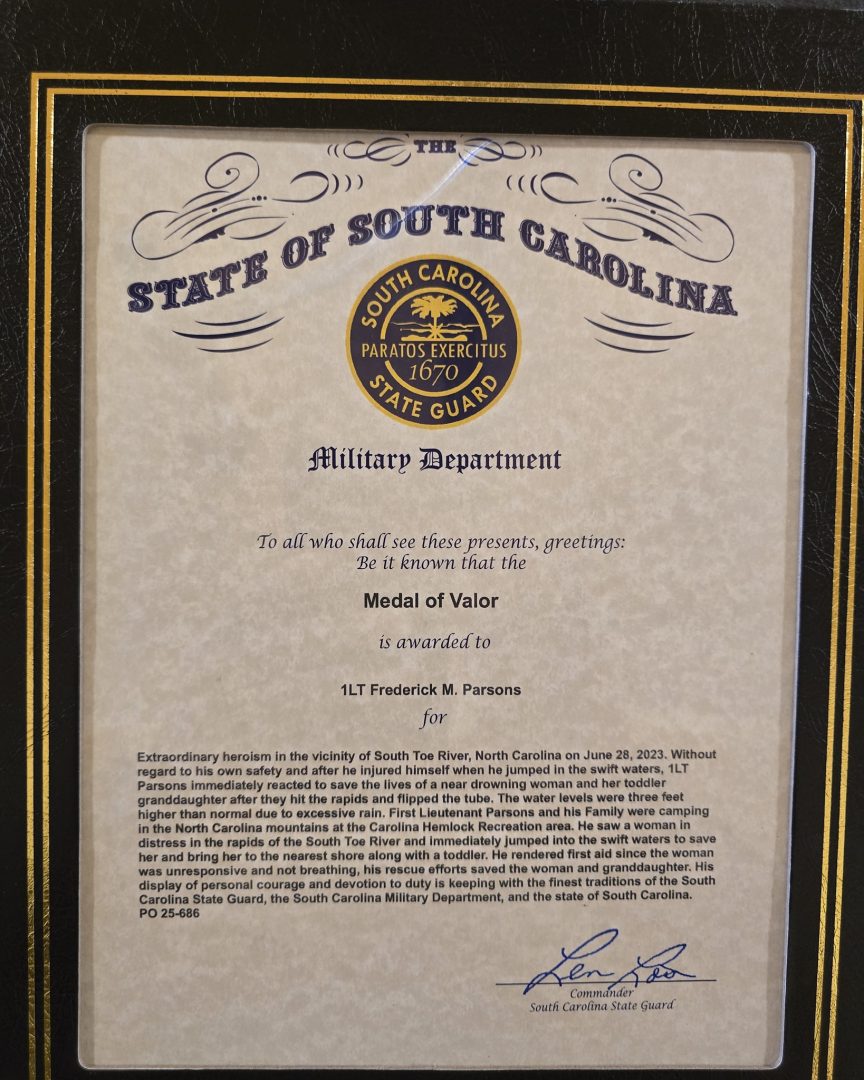 THE
STATE OF SOUTH CAROLINA
SOUTH CAROLINA
PARATOS EXERCITUS
1670
STATE GUARD
Military Department
To all who shall see these presents, greetings:
Be it known that the
Medal of Valor
is awarded to
1LT Frederick M. Parsons
for
Extraordinary heroism in the vicinity of South Toe River, North Carolina on June 28, 2023. Without
regard to his own safety and after he injured himself when he jumped in the swift waters, 1LT
Parsons immediately reacted to save the lives of a near drowning woman and her toddler
granddaughter after they hit the rapids and flipped the tube. The water levels were three feet
higher than normal due to excessive rain. First Lieutenant Parsons and his Family were camping
in the North Carolina mountains at the Carolina Hemlock Recreation area. He saw a woman in
distress in the rapids of the South Toe River and immediately jumped into the swift waters to save
her and bring her to the nearest shore along with a toddler. He rendered first aid since the woman
was unresponsive and not breathing, his rescue efforts saved the woman and granddaughter. His
display of personal courage and devotion to duty is keeping with the finest traditions of the South
Carolina State Guard, the South Carolina Military Department, and the state of South Carolina.
PO 25-686
Commander
South Carolina State Guard